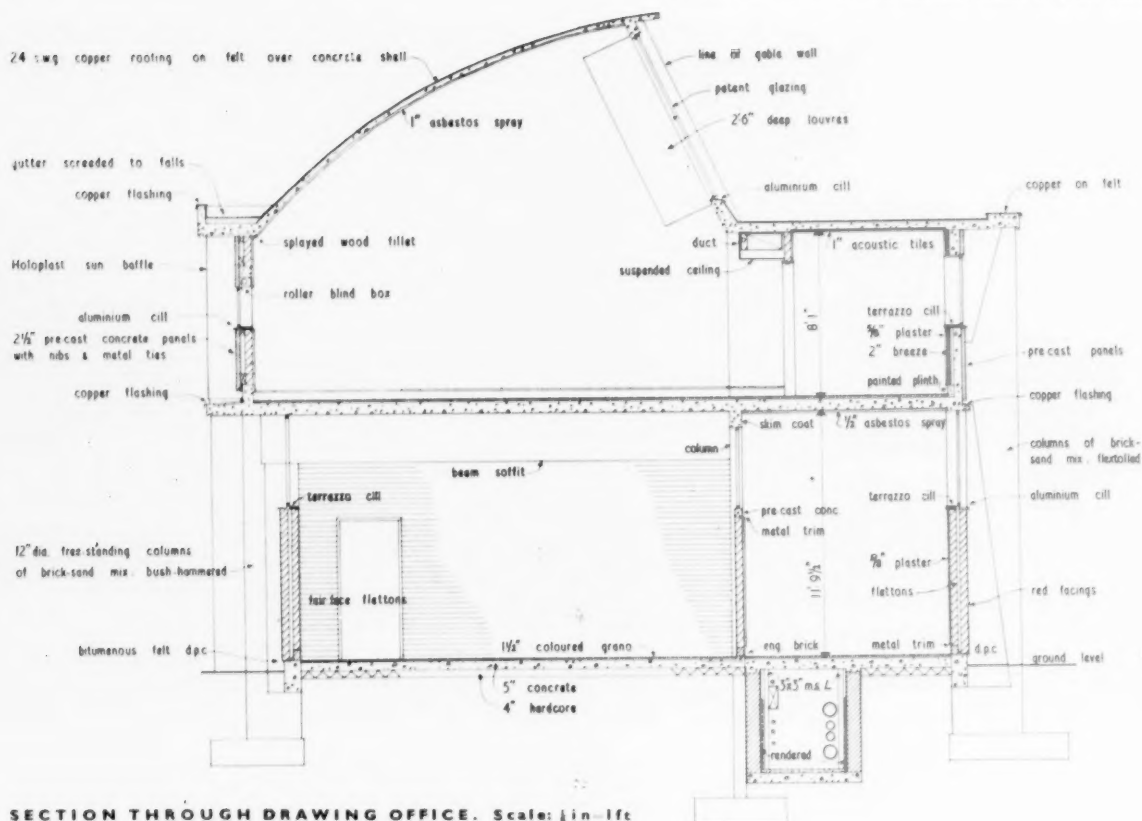 24 s.w.g copper roofing on felt over concrete shell
1" asbestos spray
gutter screeded to falls
copper flashing
splayed wood fillet
Holoplast sun baffle
roller blind box
aluminium cill
2½" pre-cast concrete panels
with nibs & metal ties
copper flashing
line of gable wall
patent glazing
2'6" deep louvres
aluminium cill
copper on felt
duct
1" acoustic tiles
suspended ceiling
8'1"
terrazzo cill
plaster
2" breeze
pre-cast panels
painted plinth
copper flashing
skim coat
½" asbestos spray
column
columns of brick-
sand mix. flextolled
beam soffit
terrazzo cill
terrazzo cill
aluminium cill
pre-cast conc
metal trim
12" dia. free-standing columns
of brick-sand mix. bush-hammered
11'9½"
plaster
flettons
red facings
fair face flettons
bitumenous felt d.p.c
1½" coloured grano
eng brick
metal trim
d.p.c
ground level
5" concrete
4" hardcore
m.s. L
rendered
SECTION THROUGH DRAWING OFFICE. Scale: in=1ft